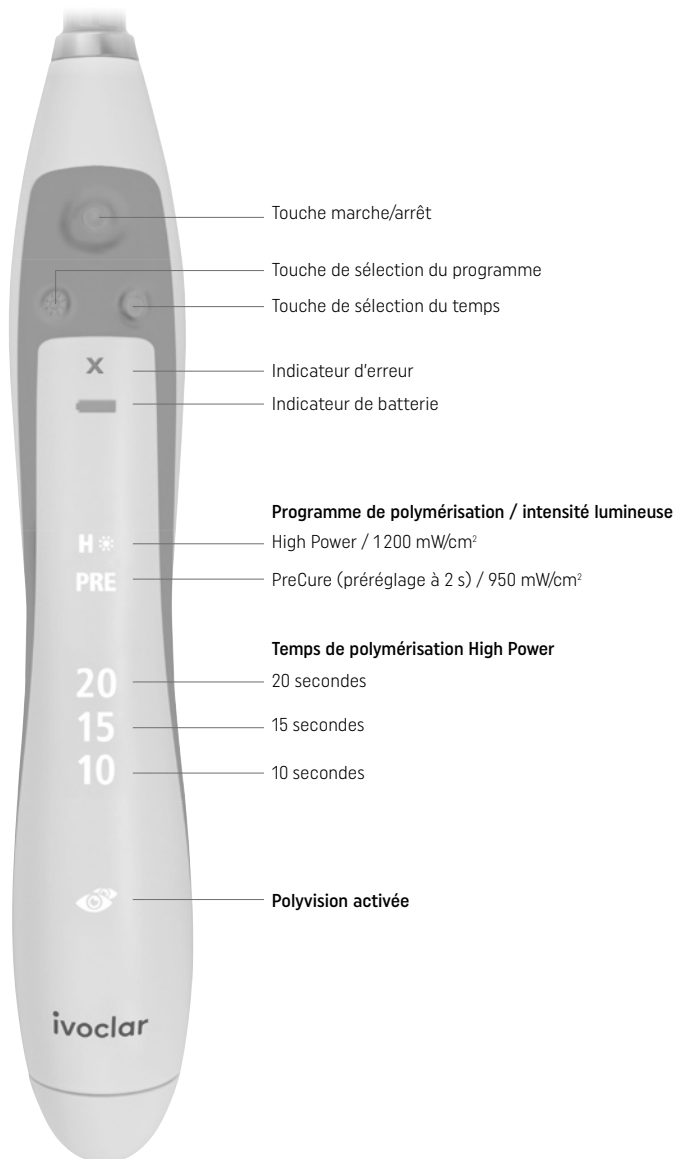 Touche marche/arrêt
Touche de sélection du programme
Touche de sélection du temps
X
Indicateur d'erreur
Indicateur de batterie
Programme de polymérisation / intensité lumineuse
H
High Power / 1200 mW/cm²
PRE
PreCure (préréglage à 2 s) / 950 mW/cm²
Temps de polymérisation High Power
20
20 secondes
15
15 secondes
10
10 secondes
Polyvision activée
ivoclar